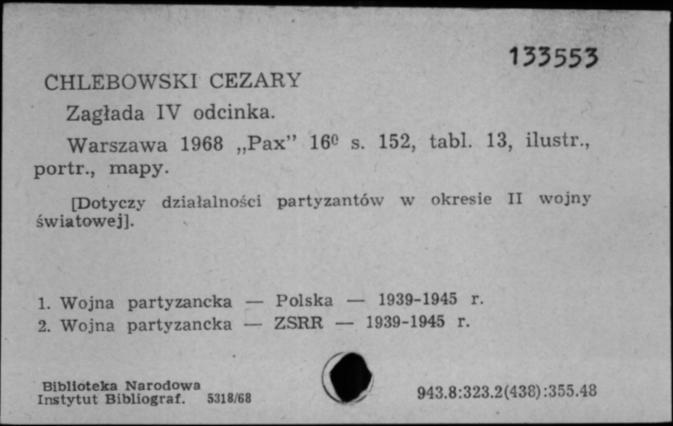 133553
CHLEBOWSKI CEZARY
Zagłada IV odcinka.
Warszawa 1968 „Pax” 16⁰ s. 152, tabl. 13, ilustr.,
portr., mapy.
[Dotyczy działalności partyzantów w okresie II wojny
światowej].
1. Wojna partyzancka — Polska — 1939-1945 r.
2. Wojna partyzancka — ZSRR — 1939-1945 r.
Biblioteka Narodowa
Instytut Bibliograf. 5318/68
943.8:323.2(438):355.48